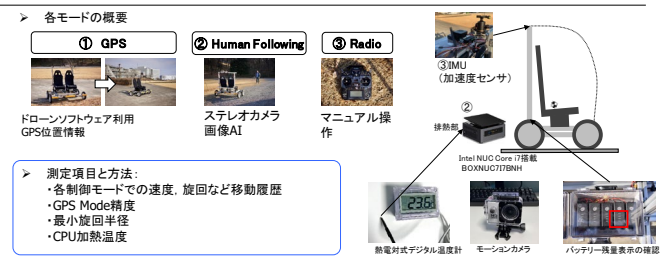 ➢ 各モードの概要
① GPS
② Human Following
③ Radio
ドローンソフトウェア利用
GPS位置情報
ステレオカメラ
画像AI
マニュアル操
作
③IMU
(加速度センサ)
②
排熱部
Intel NUC Core i7搭載
BOXNUC7I7BNH
➢ 測定項目と方法:
・各制御モードでの速度, 旋回など移動履歴
・GPS Mode精度
・最小旋回半径
・CPU加熱温度
23.6
熱電対式デジタル温度計
モーションカメラ
バッテリー残量表示の確認